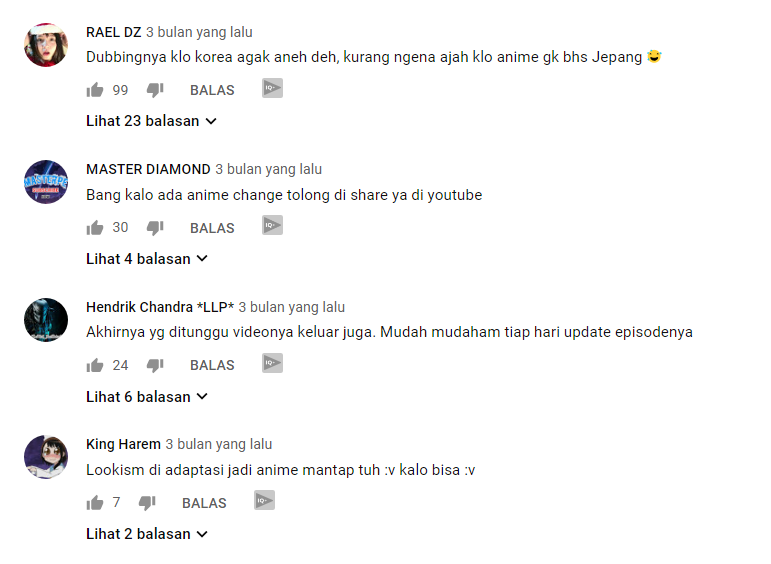 RAEL DZ 3 bulan yang lalu
Dubbingnya klo korea agak aneh deh, kurang ngena ajah klo anime gk bhs Jepang 😅
99 BALAS IQ
Lihat 23 balasan
MASTER DIAMOND 3 bulan yang lalu
Bang kalo ada anime change tolong di share ya di youtube
30 BALAS IQ
Lihat 4 balasan
Hendrik Chandra *LLP* 3 bulan yang lalu
Akhirnya yg ditunggu videonya keluar juga. Mudah mudaham tiap hari update episodenya
24 BALAS IQ
Lihat 6 balasan
King Harem 3 bulan yang lalu
Lookism di adaptasi jadi anime mantap tuh :v kalo bisa :v
7 BALAS IQ
Lihat 2 balasan